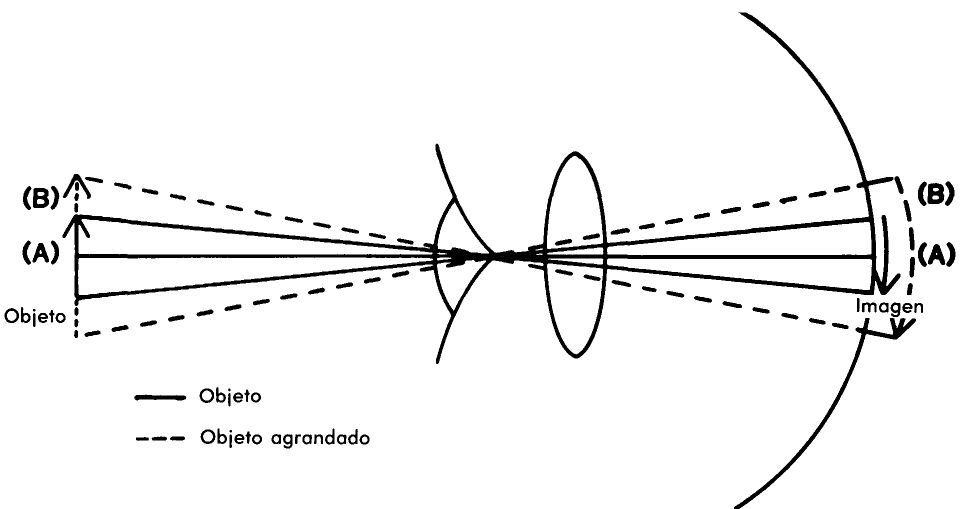 (B)
(B)
(A)
(A)
Objeto
Imagen
Objeto
Objeto agrandado